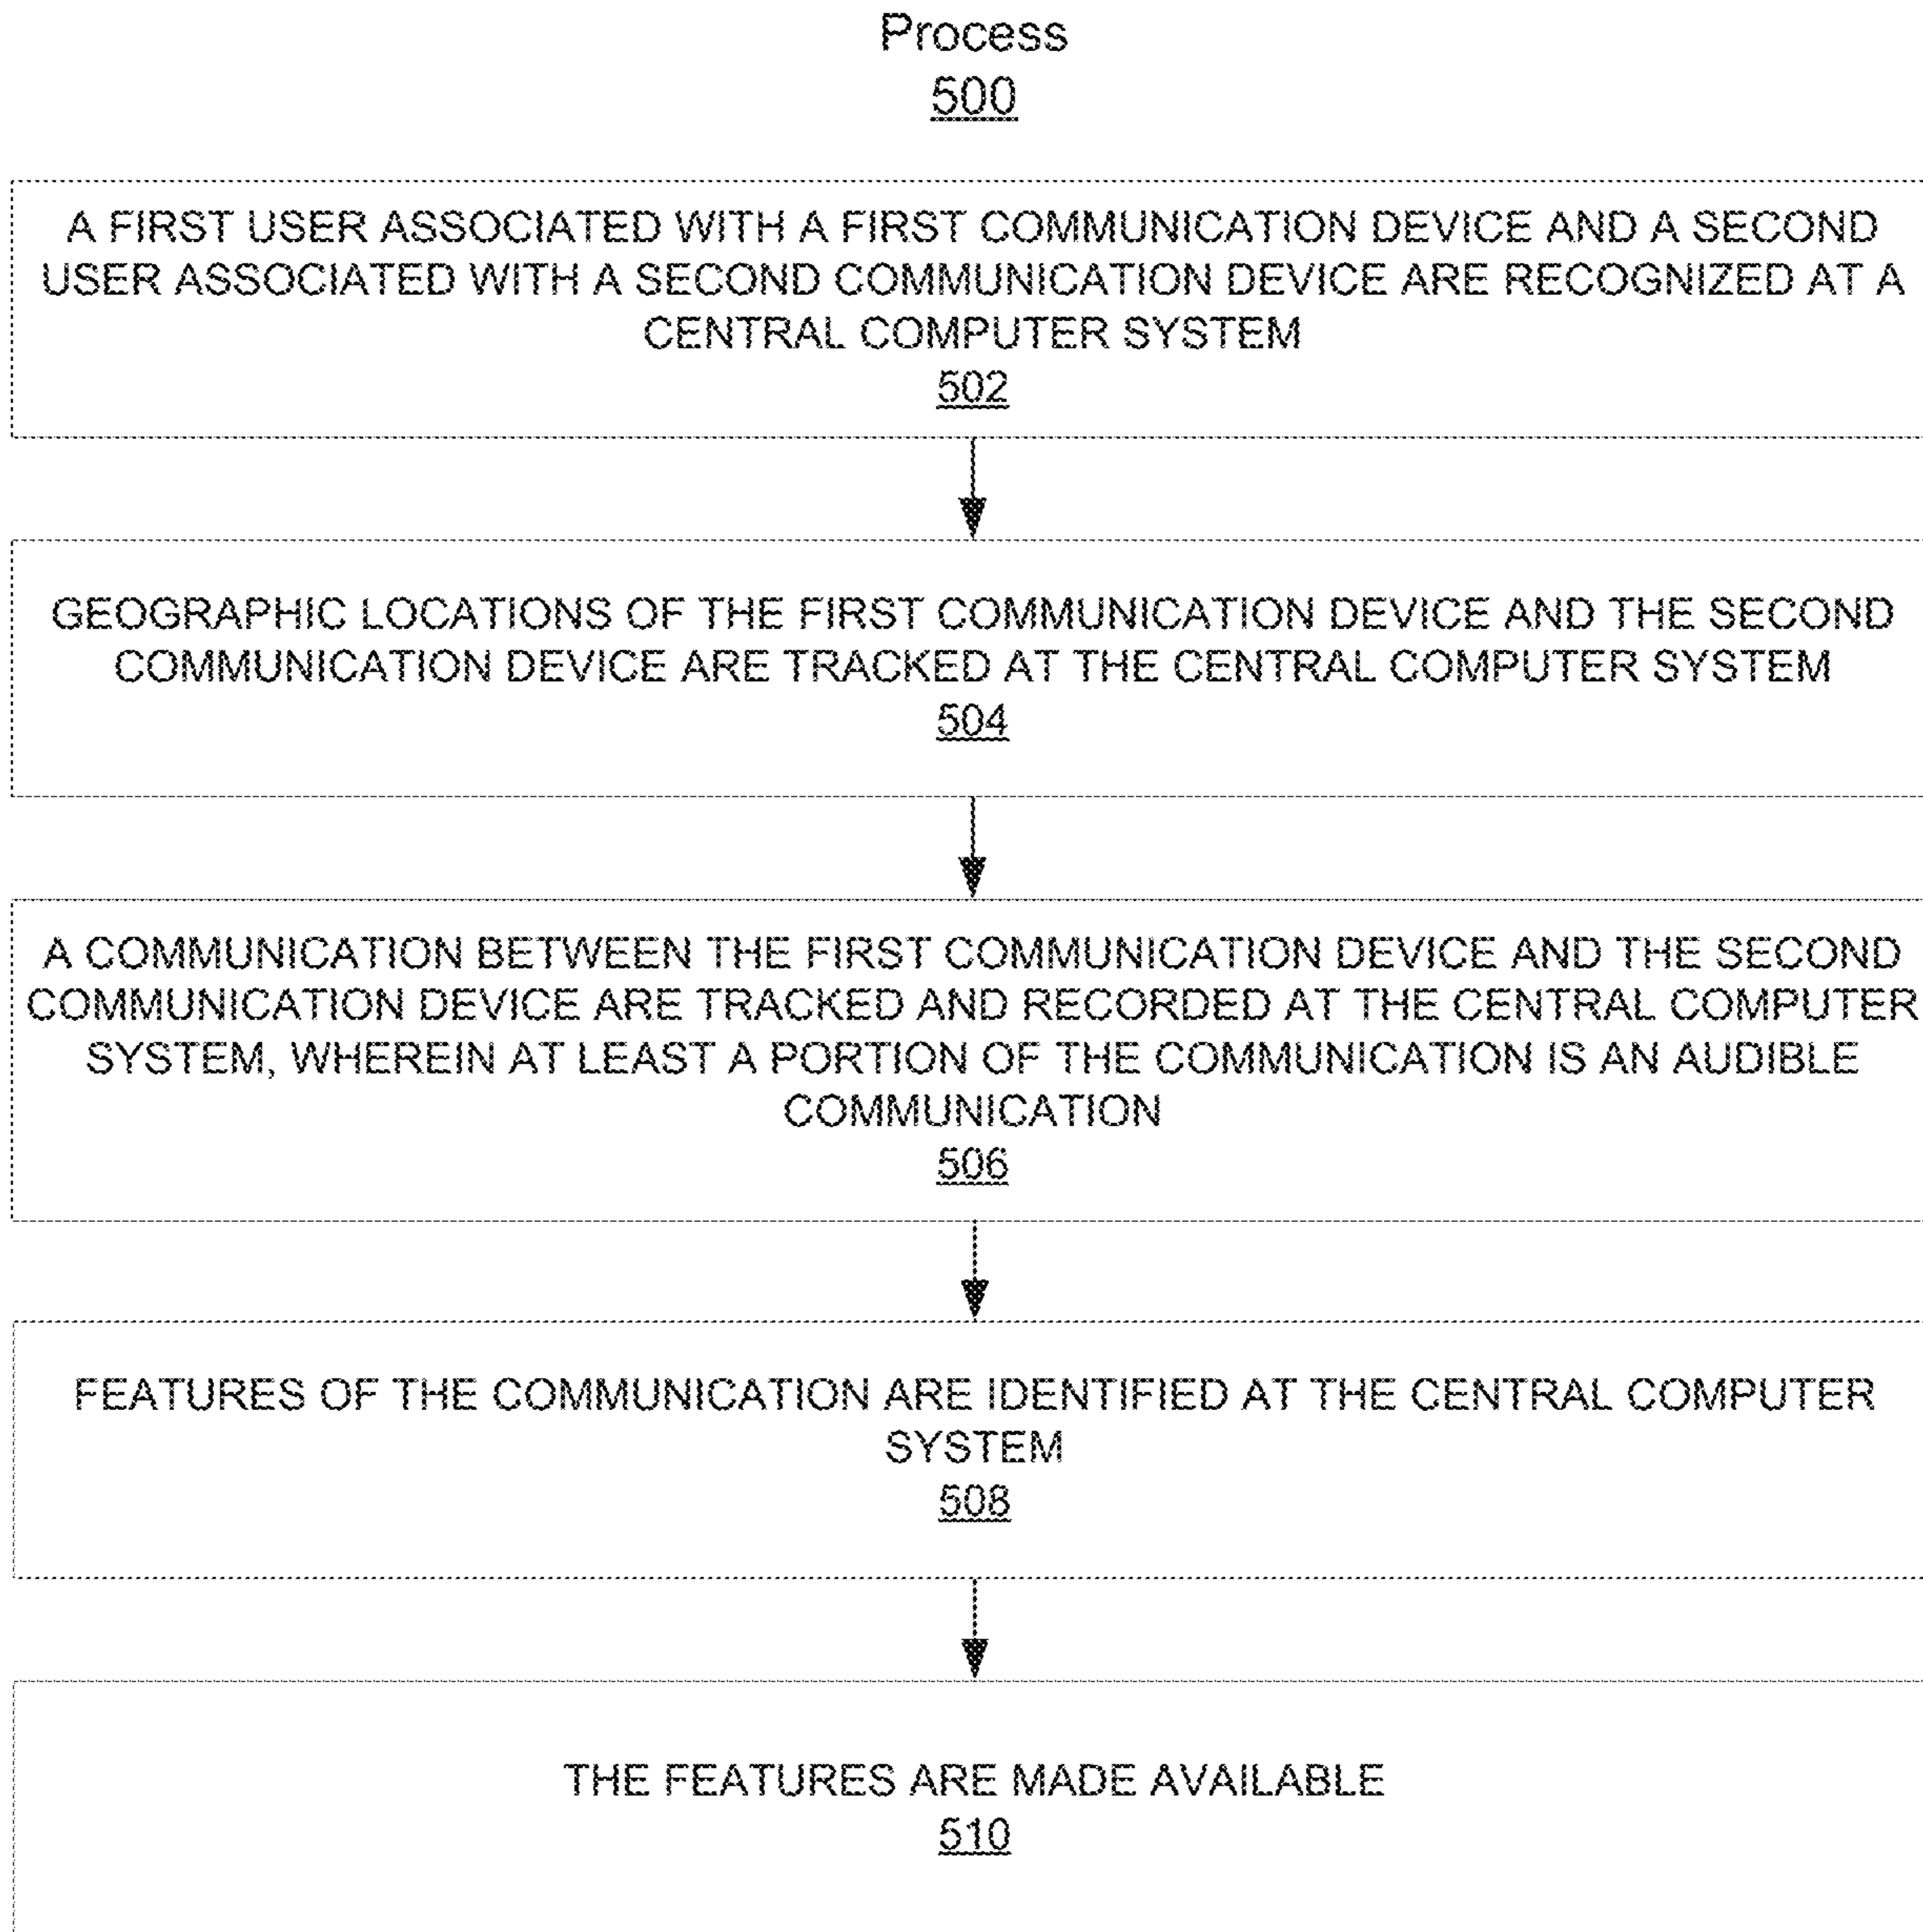 Process
500
A FIRST USER ASSOCIATED WITH A FIRST COMMUNICATION DEVICE AND A SECOND
USER ASSOCIATED WITH A SECOND COMMUNICATION DEVICE ARE RECOGNIZED AT A
CENTRAL COMPUTER SYSTEM
502
GEOGRAPHIC LOCATIONS OF THE FIRST COMMUNICATION DEVICE AND THE SECOND
COMMUNICATION DEVICE ARE TRACKED AT THE CENTRAL COMPUTER SYSTEM
504
A COMMUNICATION BETWEEN THE FIRST COMMUNICATION DEVICE AND THE SECOND
COMMUNICATION DEVICE ARE TRACKED AND RECORDED AT THE CENTRAL COMPUTER
SYSTEM, WHEREIN AT LEAST A PORTION OF THE COMMUNICATION IS AN AUDIBLE
COMMUNICATION
506
FEATURES OF THE COMMUNICATION ARE IDENTIFIED AT THE CENTRAL COMPUTER
SYSTEM
508
THE FEATURES ARE MADE AVAILABLE
510